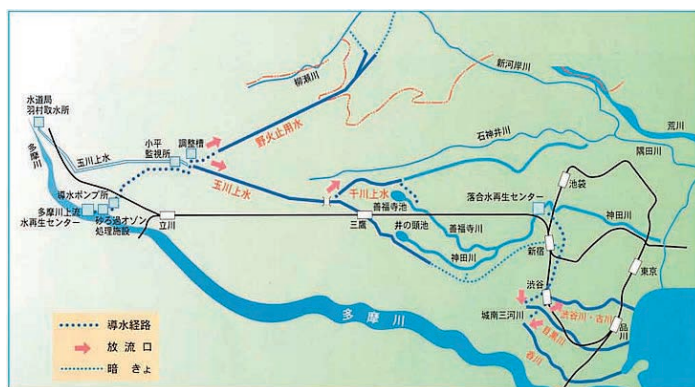 水道局
羽村取水所
多摩川
玉川上水
小平
監視所
調整槽
柳瀬川
野火止用水
新河岸川
荒川
隅田川
石神井川
玉川上水
千川上水
善福寺池
井の頭池
善福寺川
神田川
落合水再生センター
池袋
神田川
新宿
東京
渋谷
品川
導水ポンプ所
多摩川上流
水再生センター
砂ろ過オゾン
処理施設
立川
三鷹
城南三河川
渋谷川・古川
目黒川
呑川
多摩川
導水経路
放流口
暗きょ